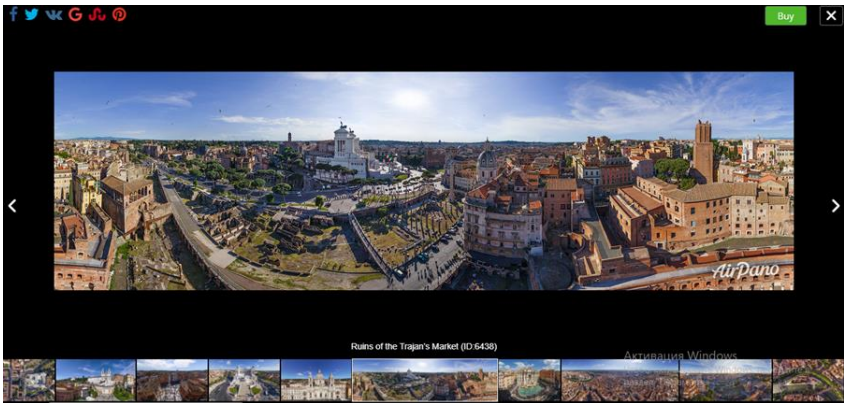 Buy
AirPano
Ruins of the Trajan's Market (ID:6438)
Активация Windows